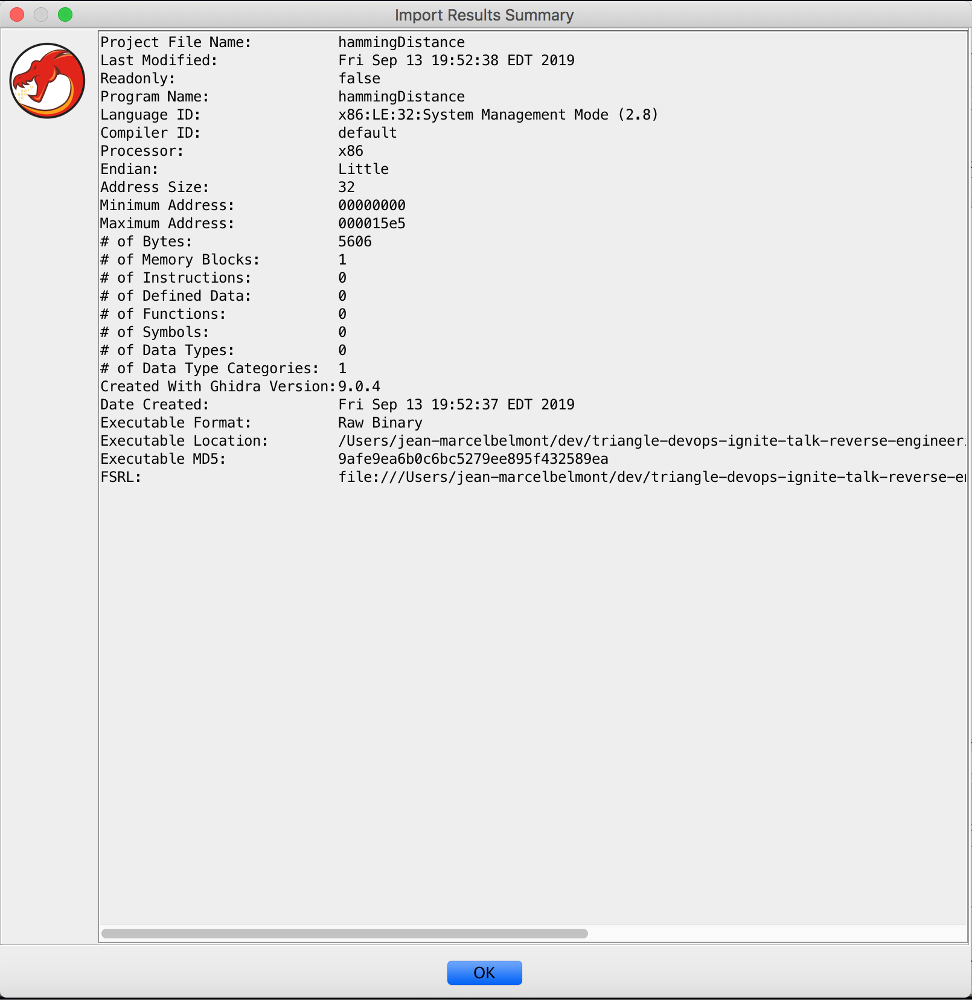 Import Results Summary
Project File Name: hammingDistance
Last Modified: Fri Sep 13 19:52:38 EDT 2019
Readonly: false
Program Name: hammingDistance
Language ID: x86:LE:32:System Management Mode (2.8)
Compiler ID: default
Processor: x86
Endian: Little
Address Size: 32
Minimum Address: 00000000
Maximum Address: 000015e5
# of Bytes: 5606
# of Memory Blocks: 1
# of Instructions: 0
# of Defined Data: 0
# of Functions: 0
# of Symbols: 0
# of Data Types: 0
# of Data Type Categories: 1
Created With Ghidra Version: 9.0.4
Date Created: Fri Sep 13 19:52:37 EDT 2019
Executable Format: Raw Binary
Executable Location: /Users/jean-marcelbelmont/dev/triangle-devops-ignite-talk-reverse-engineeri
Executable MD5: 9afe9ea6b0c6bc5279ee895f432589ea
FSRL: file:///Users/jean-marcelbelmont/dev/triangle-devops-ignite-talk-reverse-en
OK